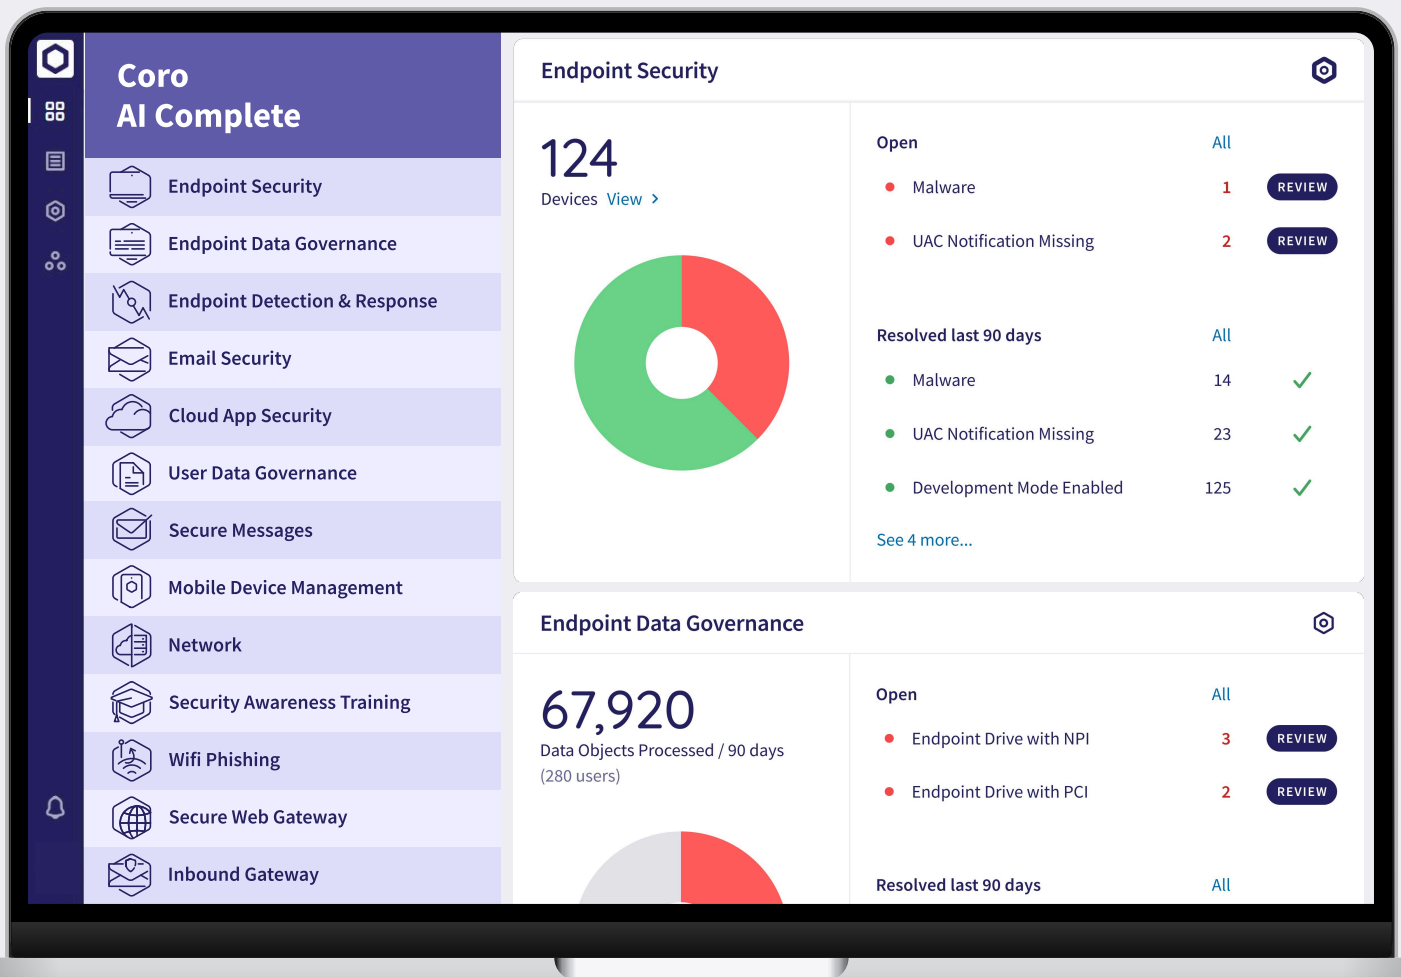 Coro
AI Complete
Endpoint Security
Endpoint Data Governance
Endpoint Detection & Response
Email Security
Cloud App Security
User Data Governance
Secure Messages
Mobile Device Management
Network
Security Awareness Training
Wifi Phishing
Secure Web Gateway
Inbound Gateway
Endpoint Security
124
Devices View >
Open All
Malware 1 REVIEW
UAC Notification Missing 2 REVIEW
Resolved last 90 days All
Malware 14
UAC Notification Missing 23
Development Mode Enabled 125
See 4 more...
Endpoint Data Governance
67,920
Data Objects Processed / 90 days
(280 users)
Open All
Endpoint Drive with NPI 3 REVIEW
Endpoint Drive with PCI 2 REVIEW
Resolved last 90 days All